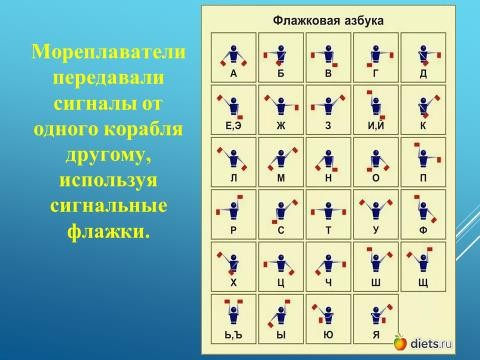 Мореплаватели
передавали
сигналы от
одного корабля
другому,
используя
сигнальные
флажки.
Флажковая азбука
А Б В Г Д
Е,Э Ж З И,Й К
Л М Н О П
Р С Т У Ф
Х Ц Ч Ш Щ
Ь,Ъ Ы Ю Я
diets.ru